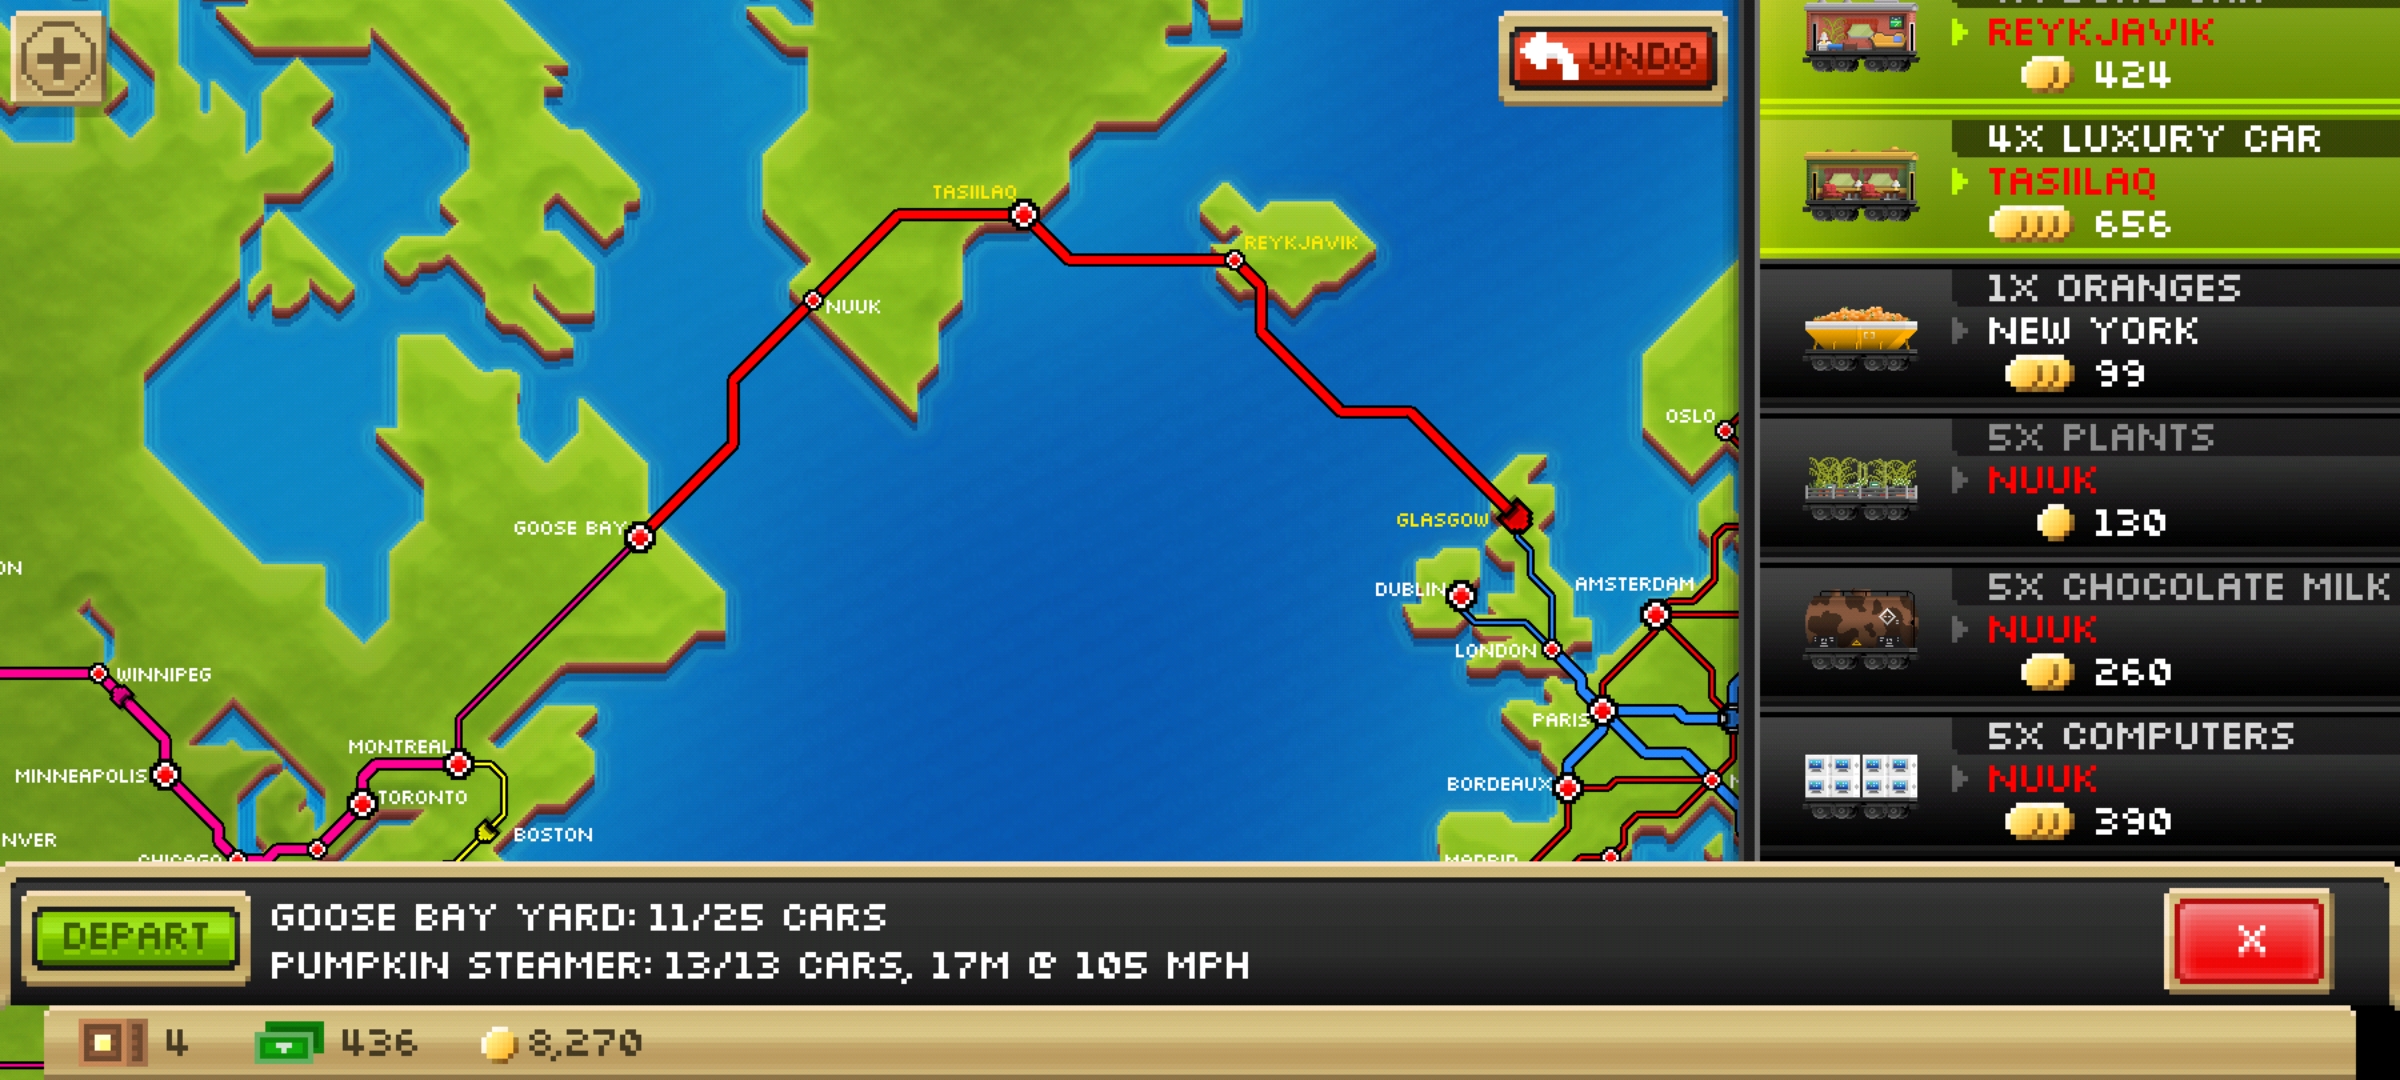 UNDO
REYKJAVIK
424
4X LUXURY CAR
TASIILAQ
656
1X ORANGES
NEW YORK
99
5X PLANTS
NUUK
130
5X CHOCOLATE MILK
NUUK
260
5X COMPUTERS
NUUK
390
TASIILAQ
REYKJAVIK
NUUK
OSLO
GOOSE BAY
GLASGOW
DUBLIN
AMSTERDAM
LONDON
WINNIPEG
PARIS
MONTREAL
MINNEAPOLIS
TORONTO
BORDEAUX
BOSTON
NVER
CHICAGO
MADRID
DEPART
GOOSE BAY YARD: 11/25 CARS
PUMPKIN STEAMER: 13/13 CARS, 17M @ 105 MPH
X
4
436
8,270